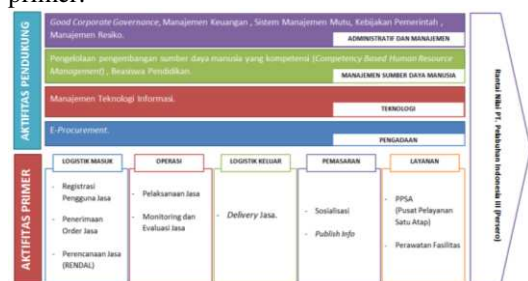 primer.
AKTIFITAS PENDUKUNG
Good Corporate Governance, Manajemen Keuangan , Sistem Manajemen Mutu, Kebijakan Pemerintah ,
Manajemen Resiko.
ADMINISTRATIF DAN MANAJEMEN
Pengelolaan pengembangan sumber daya manusia yang kompetensi (Competency Based Human Resource
Management) , Beasiswa Pendidikan.
MANAJEMEN SUMBER DAYA MANUSIA
Manajemen Teknologi Informasi.
TEKNOLOGI
E-Procurement.
PENGADAAN
AKTIFITAS PRIMER
LOGISTIK MASUK
- Registrasi
Pengguna Jasa
- Penerimaan
Order Jasa
- Perencanaan Jasa
(RENDAL)
OPERASI
- Pelaksanaan Jasa
- Monitoring dan
Evaluasi Jasa
LOGISTIK KELUAR
- Delivery Jasa.
PEMASARAN
- Sosialisasi
- Publish Info
LAYANAN
- PPSA
(Pusat Pelayanan
Satu Atap)
- Perawatan Fasilitas
Rantai Nilai PT. Pelabuhan Indonesia III (Persero)